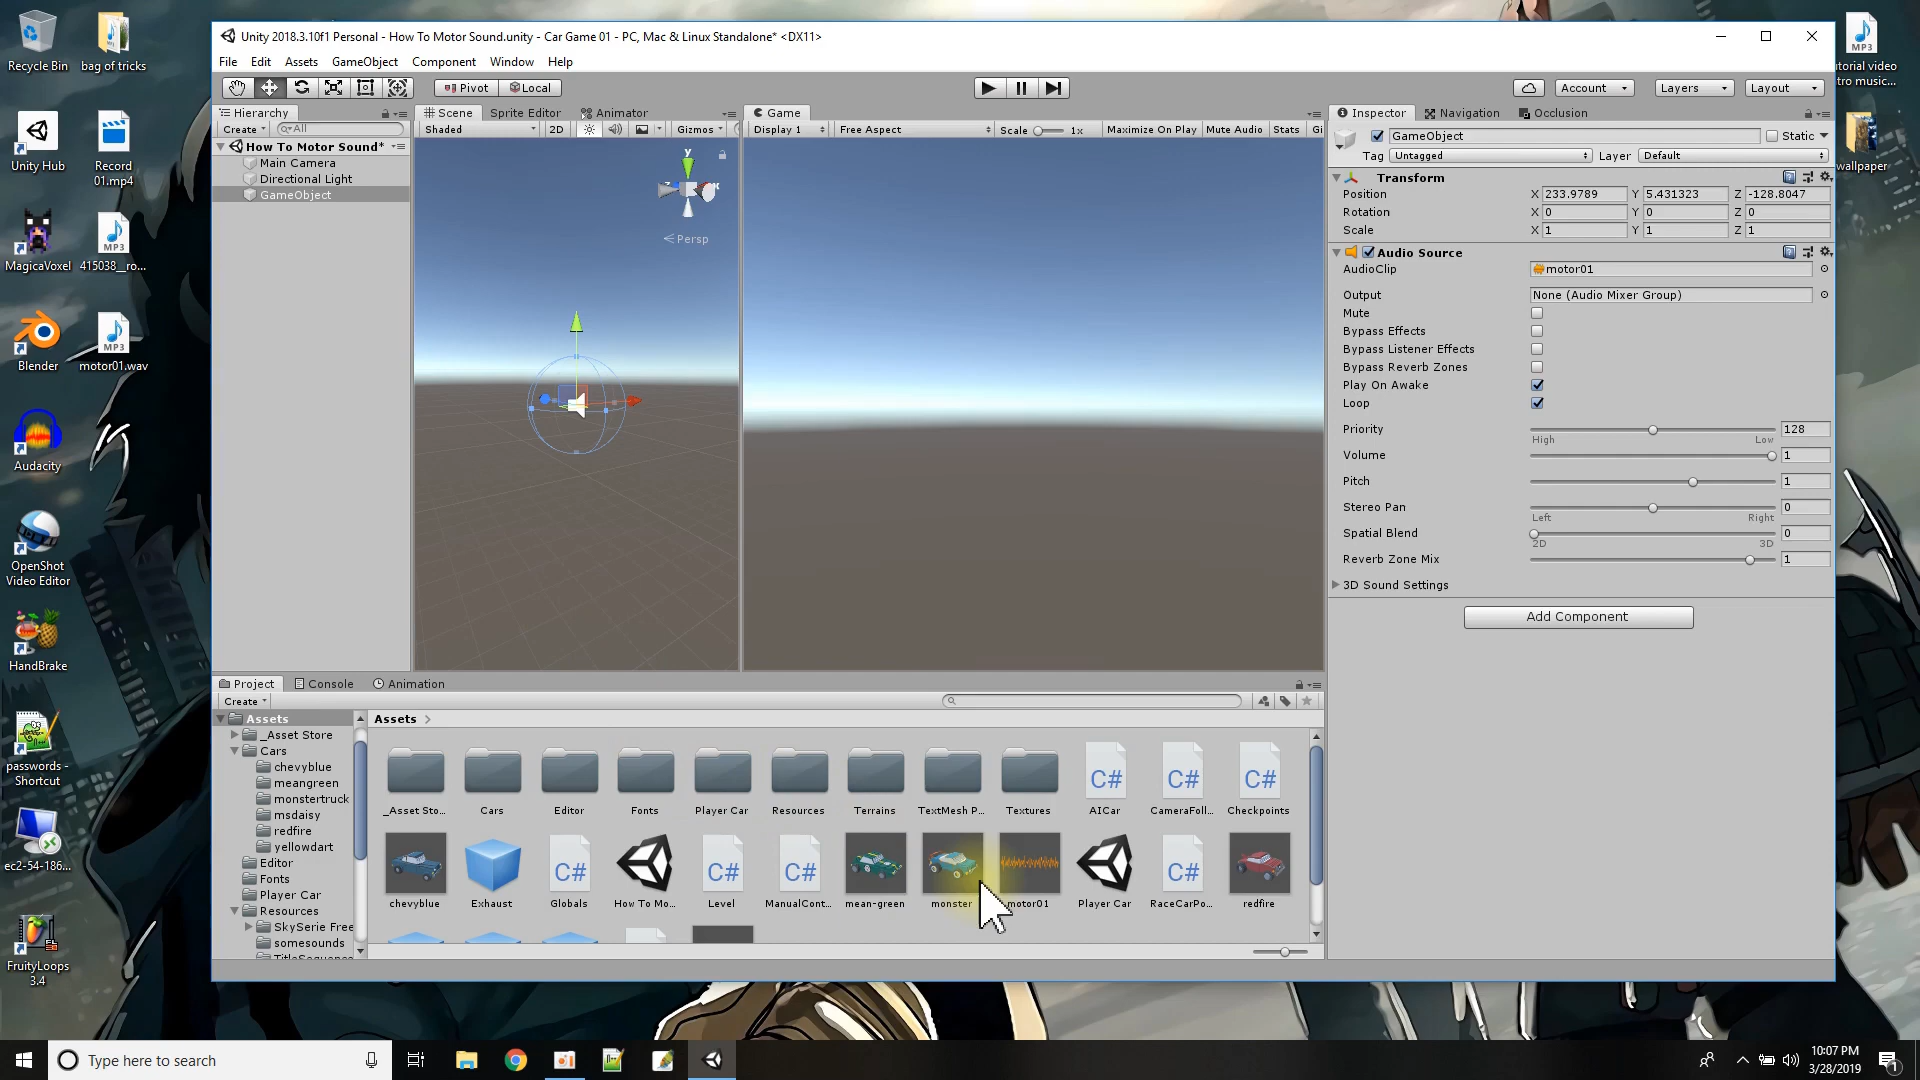 Unity 2018.3.10f1 Personal - How To Motor Sound.unity - Car Game 01 - PC, Mac & Linux Standalone* <DX11>
File Edit Assets GameObject Component Window Help
Pivot Local
Account Layers Layout
Hierarchy
Create All
How To Motor Sound*
Main Camera
Directional Light
GameObject
Scene Sprite Editor Animator
Shaded 2D Gizmos
y
x
Persp
Game
Display 1 Free Aspect Scale 1x Maximize On Play Mute Audio Stats Gi
Inspector Navigation Occlusion
GameObject Static
Tag Untagged Layer Default
Transform
Position X 233.9789 Y 5.431323 Z -128.8047
Rotation X 0 Y 0 Z 0
Scale X 1 Y 1 Z 1
Audio Source
AudioClip motor01
Output None (Audio Mixer Group)
Mute
Bypass Effects
Bypass Listener Effects
Bypass Reverb Zones
Play On Awake
Loop
Priority 128
High Low
Volume 1
Pitch 1
Stereo Pan 0
Left Right
Spatial Blend 0
2D 3D
Reverb Zone Mix 1
3D Sound Settings
Add Component
Project Console Animation
Create
Assets
_Asset Store
Cars
chevyblue
meangreen
monstertruck
msdaisy
redfire
yellowdart
Editor
Fonts
Player Car
Resources
SkySerie Free
somesounds
Assets
_Asset Sto... Cars Editor Fonts Player Car Resources Terrains TextMesh P... Textures AICar CameraFoll... Checkpoints
C# C# C#
chevyblue Exhaust Globals How To Mo... Level ManualCont... mean-green monster motor01 Player Car RaceCarPo... redfire
C# C# C# C#
Recycle Bin
bag of tricks
Unity Hub
Record
01.mp4
MagicaVoxel
MP3
415038__ro...
Blender
MP3
motor01.wav
Audacity
OpenShot
Video Editor
HandBrake
passwords -
Shortcut
ec2-54-186...
FruityLoops
3.4
MP3
utorial video
tro music...
wallpaper
Type here to search
10:07 PM
3/28/2019
1